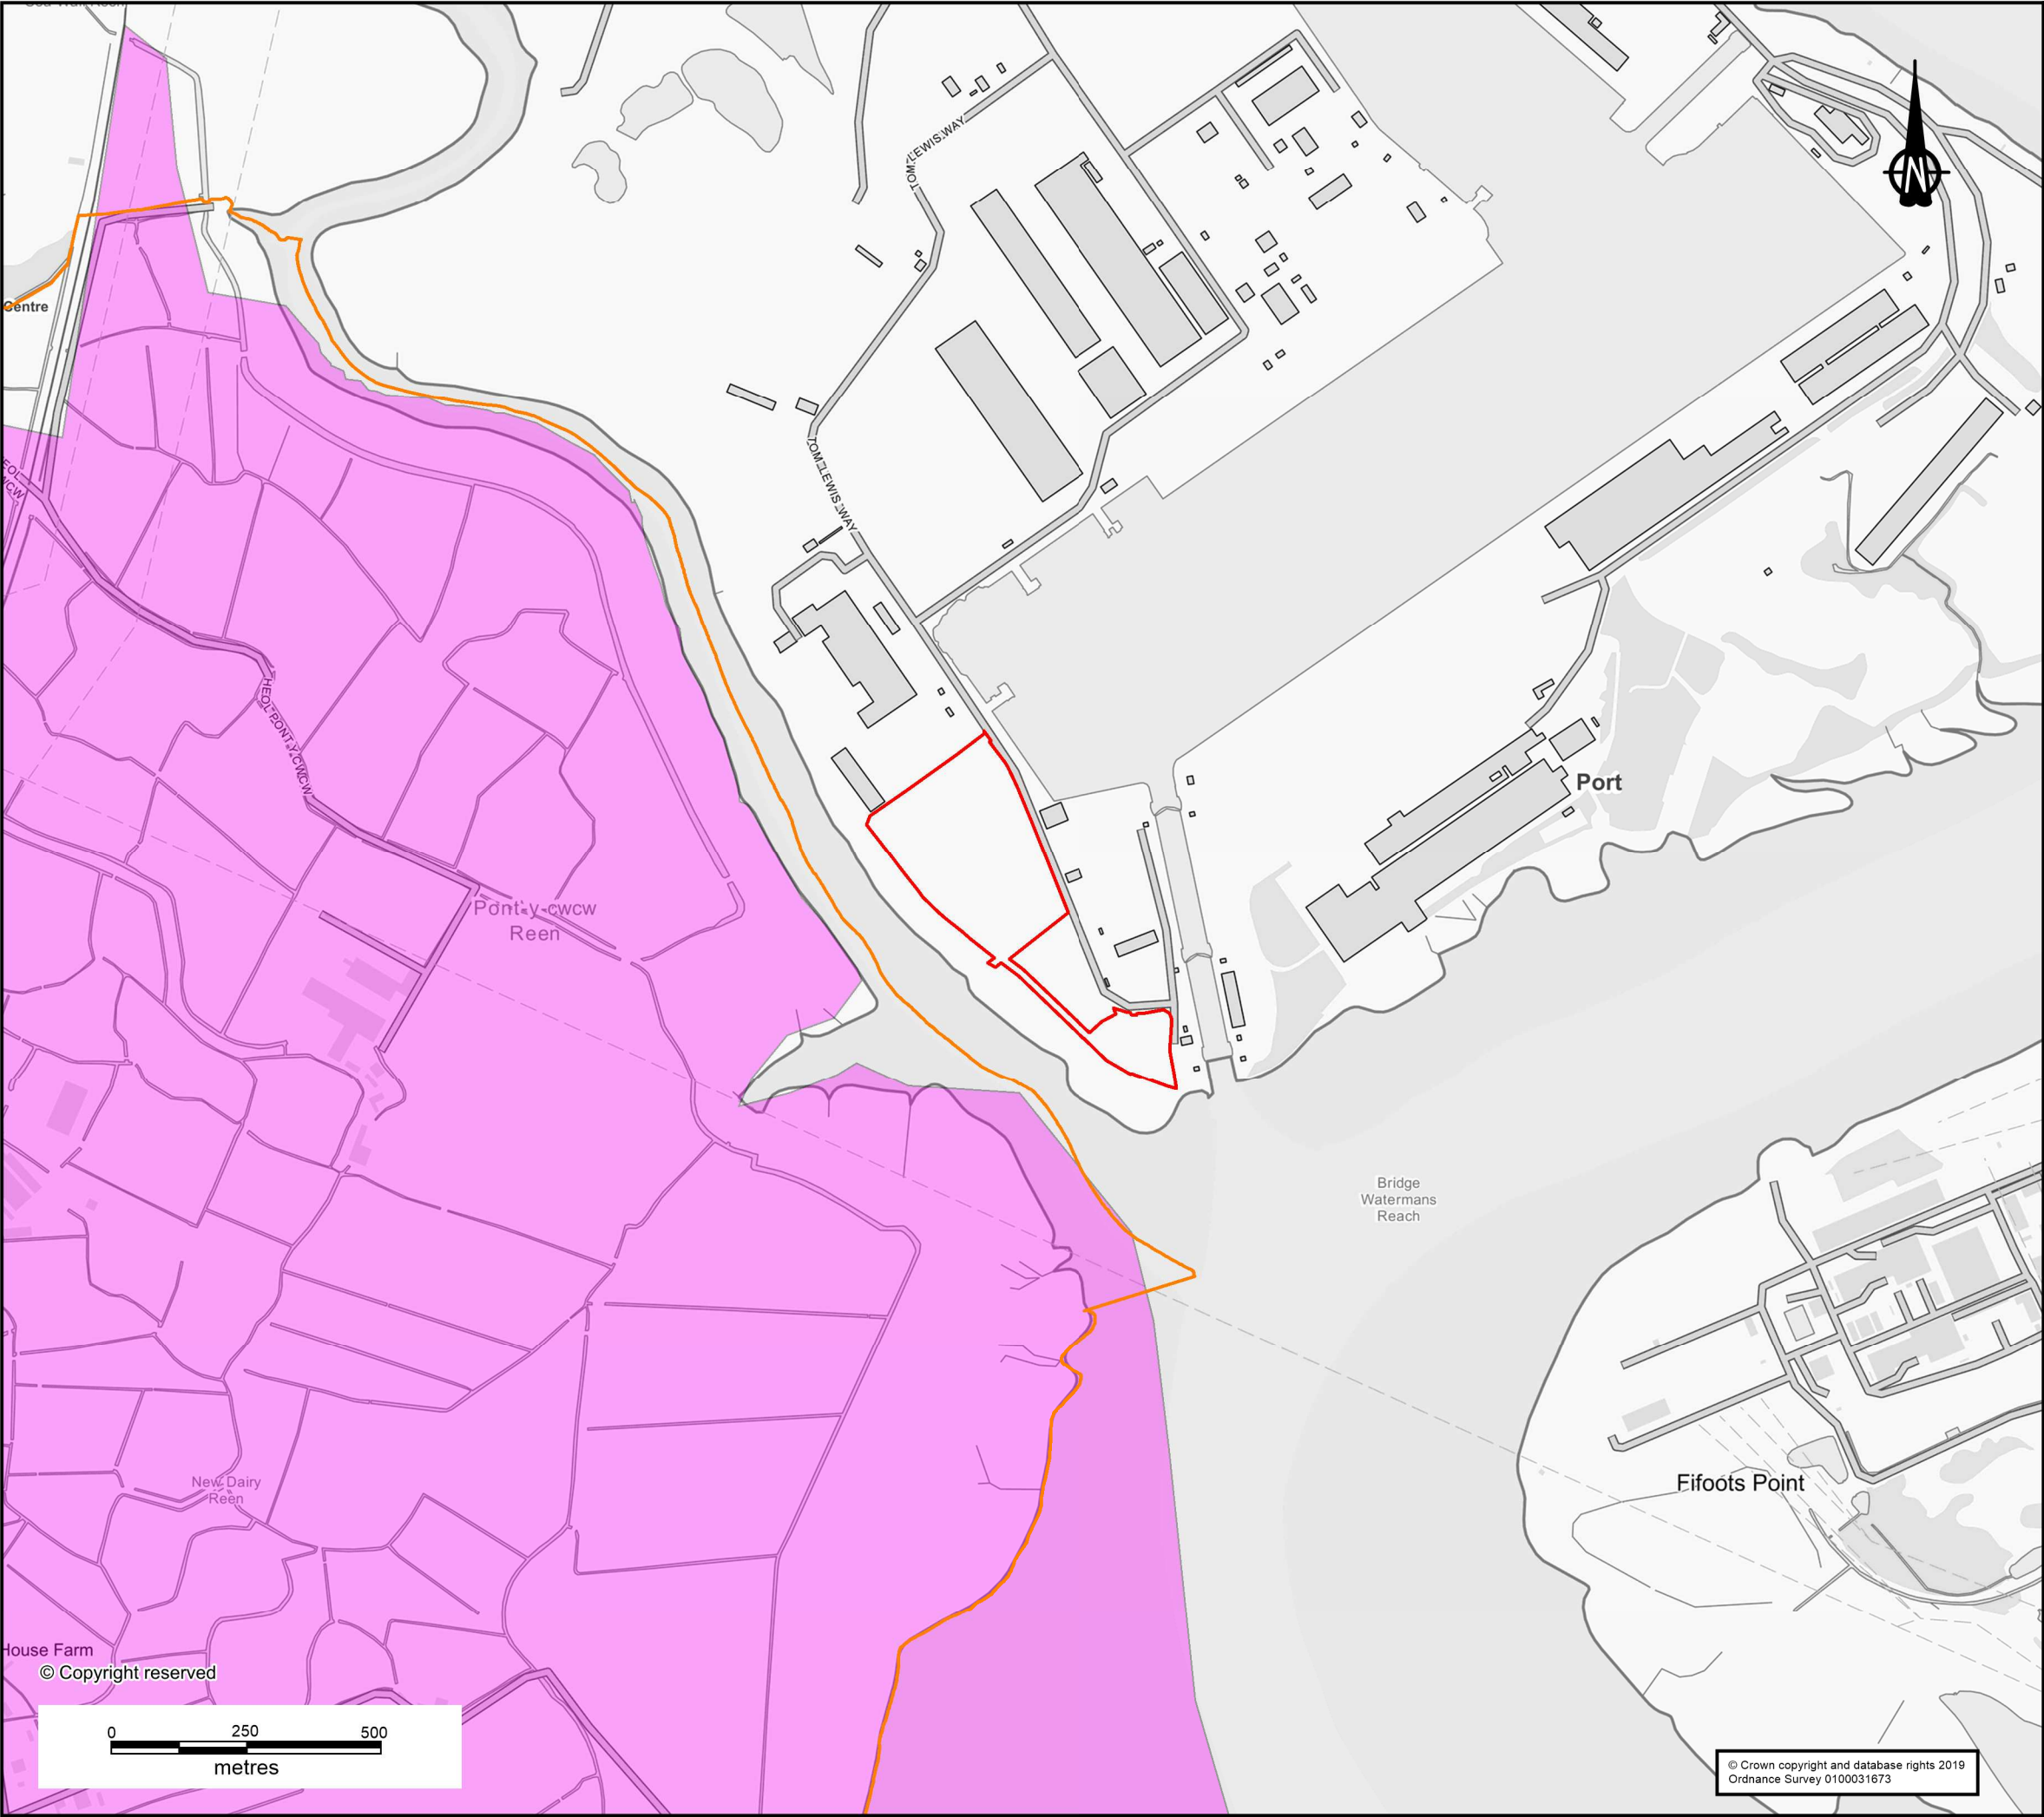 TOM LEWIS WAY
N
Centre
TOM LEWIS WAY
HEOL PONT Y CWCW
Port
Pont-y-cwcw
Reen
Bridge
Watermans
Reach
New Dairy
Reen
Fifoots Point
House Farm
© Copyright reserved
0 250 500
metres
© Crown copyright and database rights 2019
Ordnance Survey 0100031673